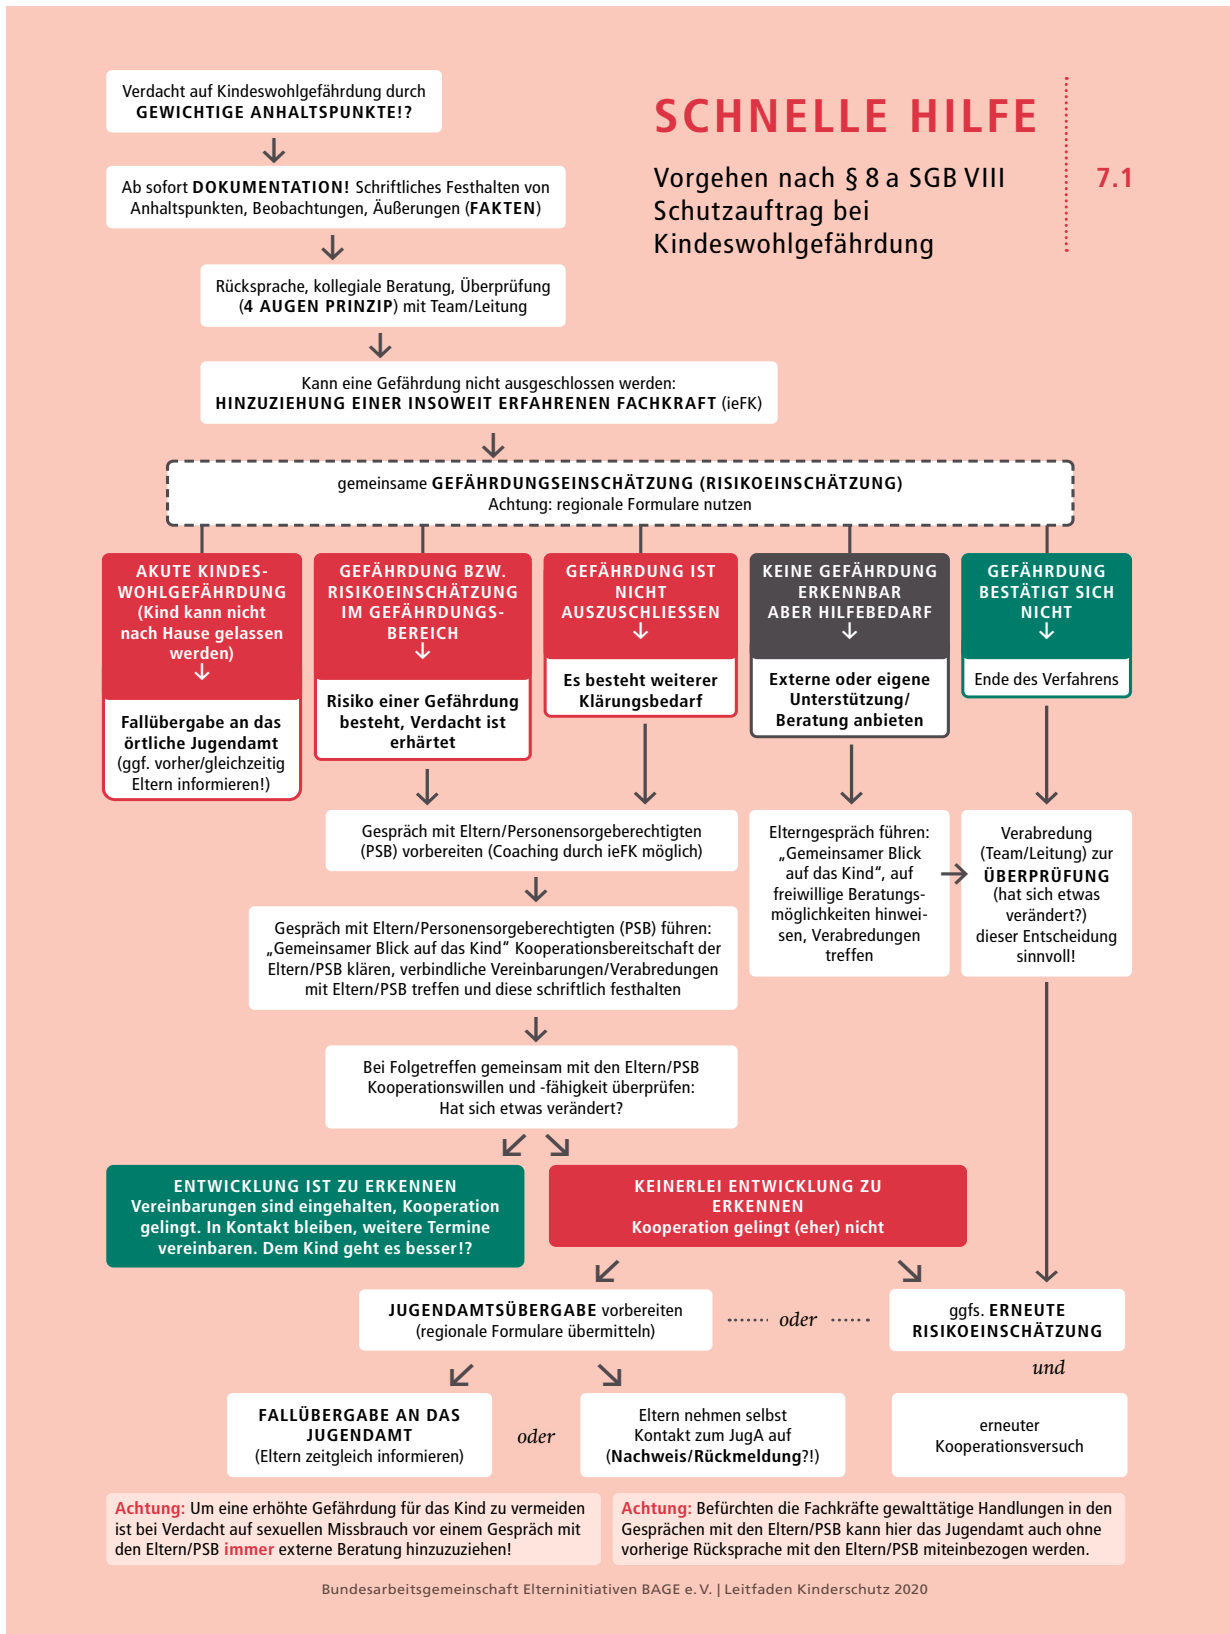 Verdacht auf Kindeswohlgefährdung durch
GEWICHTIGE ANHALTSPUNKTE!?
SCHNELLE HILFE
Vorgehen nach § 8 a SGB VIII
Schutzauftrag bei
Kindeswohlgefährdung
7.1
Ab sofort DOKUMENTATION! Schriftliches Festhalten von
Anhaltspunkten, Beobachtungen, Äußerungen (FAKTEN)
Rücksprache, kollegiale Beratung, Überprüfung
(4 AUGEN PRINZIP) mit Team/Leitung
Kann eine Gefährdung nicht ausgeschlossen werden:
HINZUZIEHUNG EINER INSOWEIT ERFAHRENEN FACHKRAFT (ieFK)
gemeinsame GEFÄHRDUNGSEINSCHÄTZUNG (RISIKOEINSCHÄTZUNG)
Achtung: regionale Formulare nutzen
AKUTE KINDES-
WOHLGEFÄHRDUNG
(Kind kann nicht
nach Hause gelassen
werden)
Fallübergabe an das
örtliche Jugendamt
(ggf. vorher/gleichzeitig
Eltern informieren!)
GEFÄHRDUNG BZW.
RISIKOEINSCHÄTZUNG
IM GEFÄHRDUNGS-
BEREICH
Risiko einer Gefährdung
besteht, Verdacht ist
erhärtet
GEFÄHRDUNG IST
NICHT
AUSZUSCHLIESSEN
Es besteht weiterer
Klärungsbedarf
KEINE GEFÄHRDUNG
ERKENNBAR
ABER HILFEBEDARF
Externe oder eigene
Unterstützung/
Beratung anbieten
GEFÄHRDUNG
BESTÄTIGT SICH
NICHT
Ende des Verfahrens
Gespräch mit Eltern/Personensorgeberechtigten
(PSB) vorbereiten (Coaching durch ieFK möglich)
Elterngespräch führen:
„Gemeinsamer Blick
auf das Kind“, auf
freiwillige Beratungs-
möglichkeiten hinwei-
sen, Verabredungen
treffen
Verabredung
(Team/Leitung) zur
ÜBERPRÜFUNG
(hat sich etwas
verändert?)
dieser Entscheidung
sinnvoll!
Gespräch mit Eltern/Personensorgeberechtigten (PSB) führen:
„Gemeinsamer Blick auf das Kind“ Kooperationsbereitschaft der
Eltern/PSB klären, verbindliche Vereinbarungen/Verabredungen
mit Eltern/PSB treffen und diese schriftlich festhalten
Bei Folgetreffen gemeinsam mit den Eltern/PSB
Kooperationswillen und -fähigkeit überprüfen:
Hat sich etwas verändert?
ENTWICKLUNG IST ZU ERKENNEN
Vereinbarungen sind eingehalten, Kooperation
gelingt. In Kontakt bleiben, weitere Termine
vereinbaren. Dem Kind geht es besser!?
KEINERLEI ENTWICKLUNG ZU
ERKENNEN
Kooperation gelingt (eher) nicht
JUGENDAMTSÜBERGABE vorbereiten
(regionale Formulare übermitteln)
oder
ggfs. ERNEUTE
RISIKOEINSCHÄTZUNG
und
FALLÜBERGABE AN DAS
JUGENDAMT
(Eltern zeitgleich informieren)
oder
Eltern nehmen selbst
Kontakt zum JugA auf
(Nachweis/Rückmeldung?!)
erneuter
Kooperationsversuch
Achtung: Um eine erhöhte Gefährdung für das Kind zu vermeiden
ist bei Verdacht auf sexuellen Missbrauch vor einem Gespräch mit
den Eltern/PSB immer externe Beratung hinzuzuziehen!
Achtung: Befürchten die Fachkräfte gewalttätige Handlungen in den
Gesprächen mit den Eltern/PSB kann hier das Jugendamt auch ohne
vorherige Rücksprache mit den Eltern/PSB miteinbezogen werden.
Bundesarbeitsgemeinschaft Elterninitiativen BAGE e. V. | Leitfaden Kinderschutz 2020